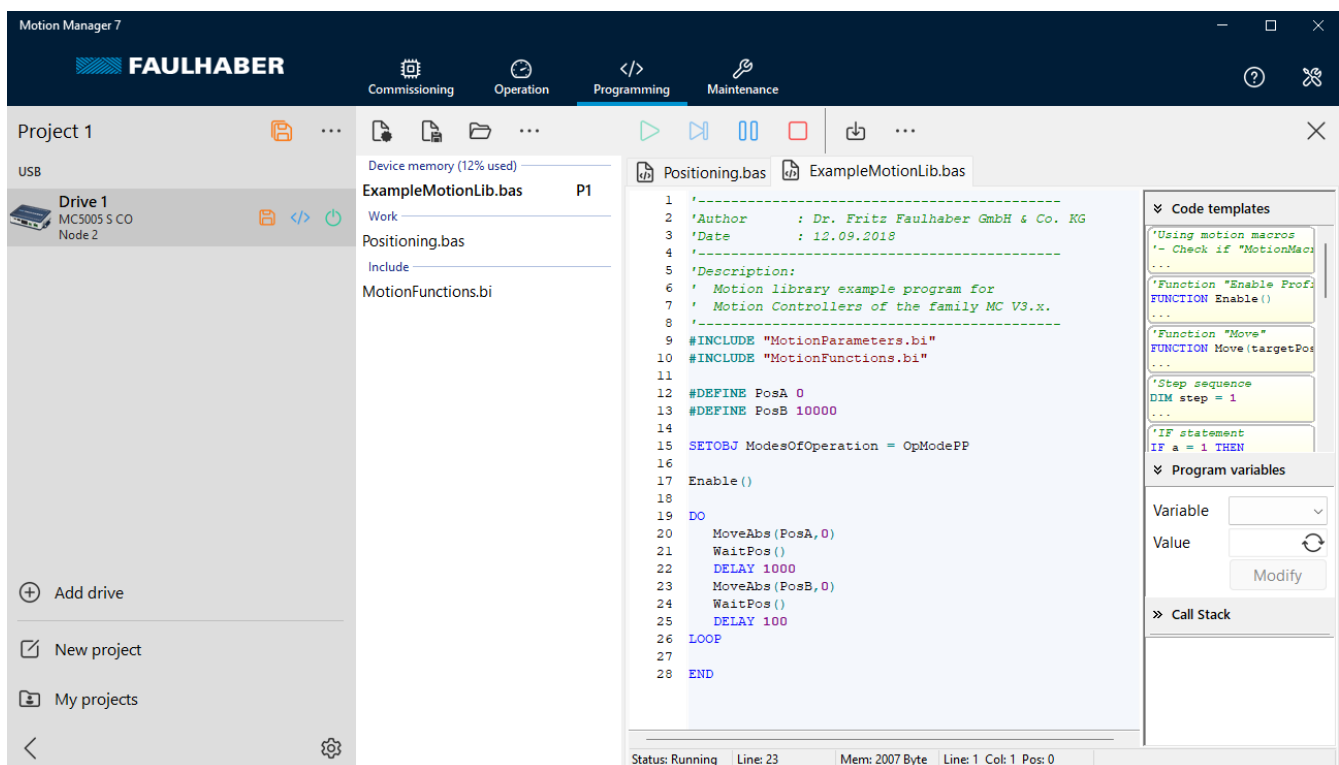 Motion Manager 7
FAULHABER
Commissioning
Operation
Programming
Maintenance
Project 1
USB
Drive 1
MC5005 S CO
Node 2
Add drive
New project
My projects
Device memory (12% used)
ExampleMotionLib.bas P1
Work
Positioning.bas
Include
MotionFunctions.bi
Positioning.bas
ExampleMotionLib.bas
1 '---------------------------------------------
2 'Author : Dr. Fritz Faulhaber GmbH & Co. KG
3 'Date : 12.09.2018
4 '---------------------------------------------
5 'Description:
6 ' Motion library example program for
7 ' Motion Controllers of the family MC V3.x.
8 '---------------------------------------------
9 #INCLUDE "MotionParameters.bi"
10 #INCLUDE "MotionFunctions.bi"
11
12 #DEFINE PosA 0
13 #DEFINE PosB 10000
14
15 SETOBJ ModesOfOperation = OpModePP
16
17 Enable()
18
19 DO
20 MoveAbs(PosA,0)
21 WaitPos()
22 DELAY 1000
23 MoveAbs(PosB,0)
24 WaitPos()
25 DELAY 100
26 LOOP
27
28 END
Code templates
'Using motion macros
'- Check if "MotionMacr
...
'Function "Enable Prof:
FUNCTION Enable()
...
'Function "Move"
FUNCTION Move(targetPos
...
'Step sequence
DIM step = 1
...
'IF statement
IF a = 1 THEN
Program variables
Variable
Value
Modify
Call Stack
Status: Running Line: 23 Mem: 2007 Byte Line: 1 Col: 1 Pos: 0